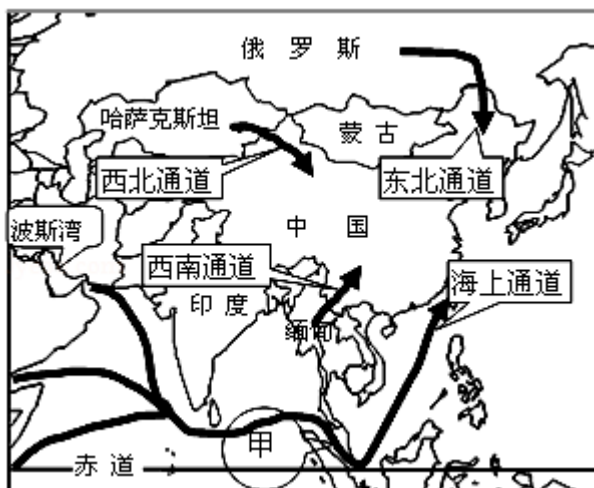 俄罗斯
哈萨克斯坦
蒙古
西北通道
东北通道
波斯湾
中国
西南通道
海上通道
印度
缅甸
甲
赤道